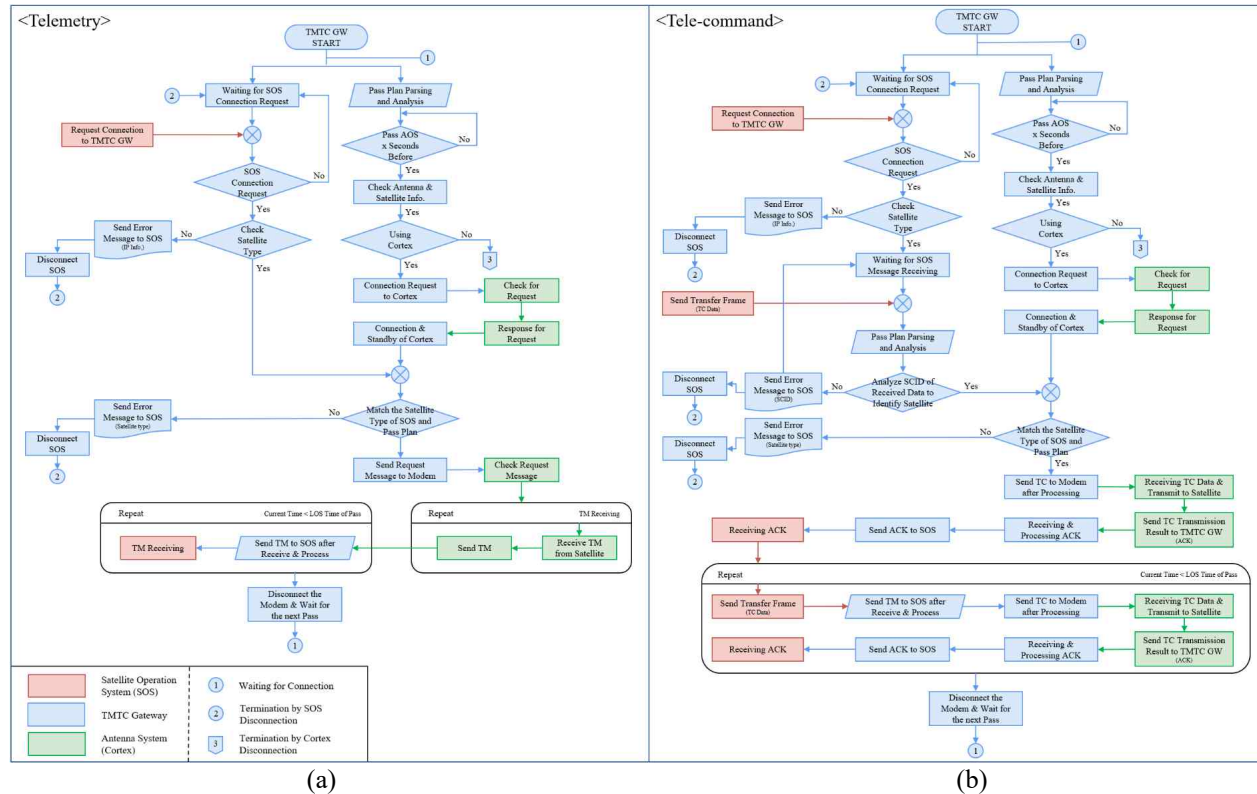 <Telemetry>
TMTC GW
START
1
2
Waiting for SOS
Connection Request
Pass Plan Parsing
and Analysis
Request Connection
to TMTC GW
Pass AOS
x Seconds
Before
No
Yes
SOS
Connection
Request
No
Yes
Check Antenna &
Satellite Info.
Yes
Send Error
Message to SOS
(IP Info.)
No
Check
Satellite
Type
Yes
Using
Cortex
No
3
Yes
Disconnect
SOS
2
Connection Request
to Cortex
Check for
Request
Connection &
Standby of Cortex
Response for
Request
Send Error
Message to SOS
(Satellite type)
No
Match the Satellite
Type of SOS and
Pass Plan
Disconnect
SOS
2
Send Request
Message to Modem
Check Request
Message
Repeat
Current Time < LOS Time of Pass
TM Receiving
Send TM to SOS after
Receive & Process
Repeat
TM Receiving
Send TM
Receive TM
from Satellite
Disconnect the
Modem & Wait for
the next Pass
1
Satellite Operation
System (SOS)
TMTC Gateway
Antenna System
(Cortex)
1
Waiting for Connection
2
Termination by SOS
Disconnection
3
Termination by Cortex
Disconnection
(a)
<Tele-command>
TMTC GW
START
1
2
Waiting for SOS
Connection Request
Pass Plan Parsing
and Analysis
Request Connection
to TMTC GW
Pass AOS
x Seconds
Before
No
Yes
SOS
Connection
Request
No
Yes
Check Antenna &
Satellite Info.
Yes
Send Error
Message to SOS
(IP Info.)
No
Check
Satellite
Type
Yes
Using
Cortex
No
3
Yes
Disconnect
SOS
2
Waiting for SOS
Message Receiving
Connection Request
to Cortex
Check for
Request
Send Transfer Frame
(TC Data)
Connection &
Standby of Cortex
Response for
Request
Pass Plan Parsing
and Analysis
Disconnect
SOS
2
Send Error
Message to SOS
(SCID)
No
Analyze SCID of
Received Data to
Identify Satellite
Yes
Disconnect
SOS
2
Send Error
Message to SOS
(Satellite type)
No
Match the Satellite
Type of SOS and
Pass Plan
Yes
Send TC to Modem
after Processing
Receiving TC Data &
Transmit to Satellite
Receiving ACK
Send ACK to SOS
Receiving &
Processing ACK
Send TC Transmission
Result to TMTC GW
(ACK)
Repeat
Current Time < LOS Time of Pass
Send Transfer Frame
(TC Data)
Send TM to SOS after
Receive & Process
Send TC to Modem
after Processing
Receiving TC Data &
Transmit to Satellite
Receiving ACK
Send ACK to SOS
Receiving &
Processing ACK
Send TC Transmission
Result to TMTC GW
(ACK)
Disconnect the
Modem & Wait for
the next Pass
1
(b)